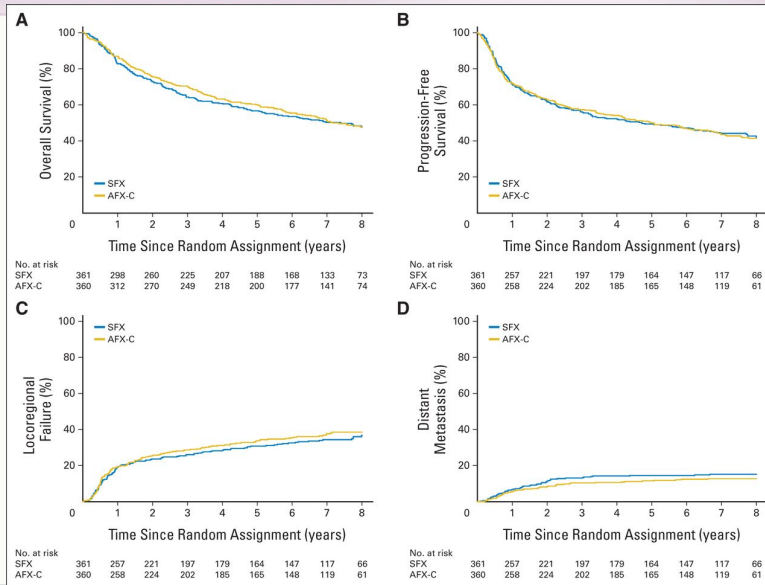 A
Overall Survival (%)
100
80
60
40
20
SFX
AFX-C
0 1 2 3 4 5 6 7 8
Time Since Random Assignment (years)
No. at risk
SFX 361 298 260 225 207 188 168 133 73
AFX-C 360 312 270 249 218 200 177 141 74
B
Progression-Free
Survival (%)
100
80
60
40
20
SFX
AFX-C
0 1 2 3 4 5 6 7 8
Time Since Random Assignment (years)
No. at risk
SFX 361 257 221 197 179 164 147 117 66
AFX-C 360 258 224 202 185 165 148 119 61
C
Locoregional
Failure (%)
100
80
60
40
20
SFX
AFX-C
0 1 2 3 4 5 6 7 8
Time Since Random Assignment (years)
No. at risk
SFX 361 257 221 197 179 164 147 117 66
AFX-C 360 258 224 202 185 165 148 119 61
D
Distant
Metastasis (%)
100
80
60
40
20
SFX
AFX-C
0 1 2 3 4 5 6 7 8
Time Since Random Assignment (years)
No. at risk
SFX 361 257 221 197 179 164 147 117 66
AFX-C 360 258 224 202 185 165 148 119 61